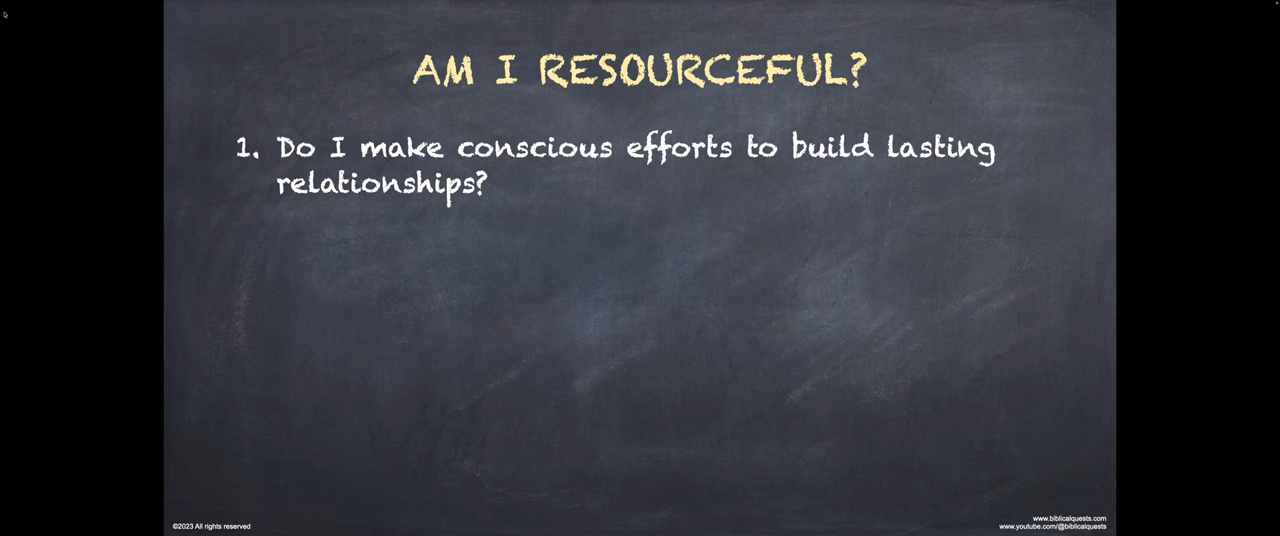 AM I RESOURCEFUL?
1. Do I make conscious efforts to build lasting
relationships?
©2023 All rights reserved
www.biblicalquests.com
www.youtube.com/@biblicalquests